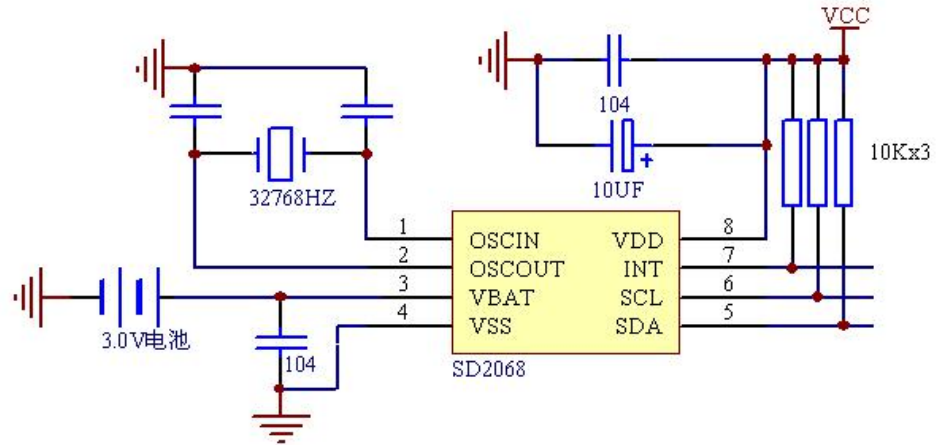 VCC
104
10Kx3
10UF
32768HZ
1 OSCIN VDD 8
2 OSCOUT INT 7
3 VBAT SCL 6
4 VSS SDA 5
3.0V电池
104
SD2068